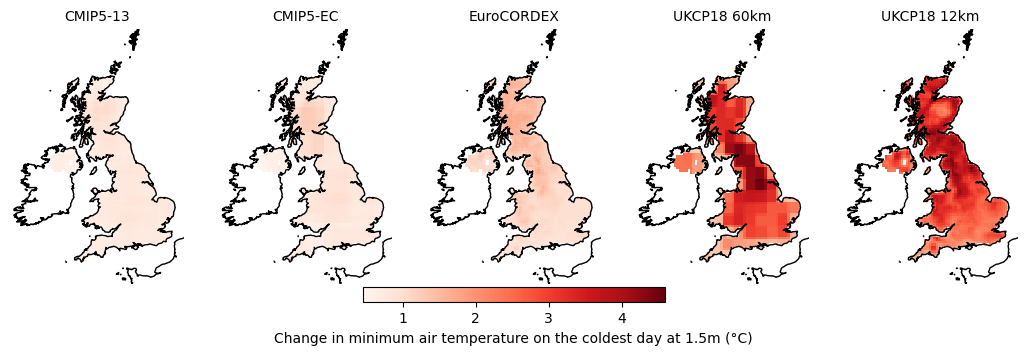 CMIP5-13 CMIP5-EC EuroCORDEX UKCP18 60km UKCP18 12km
1 2 3 4
Change in minimum air temperature on the coldest day at 1.5m (°C)